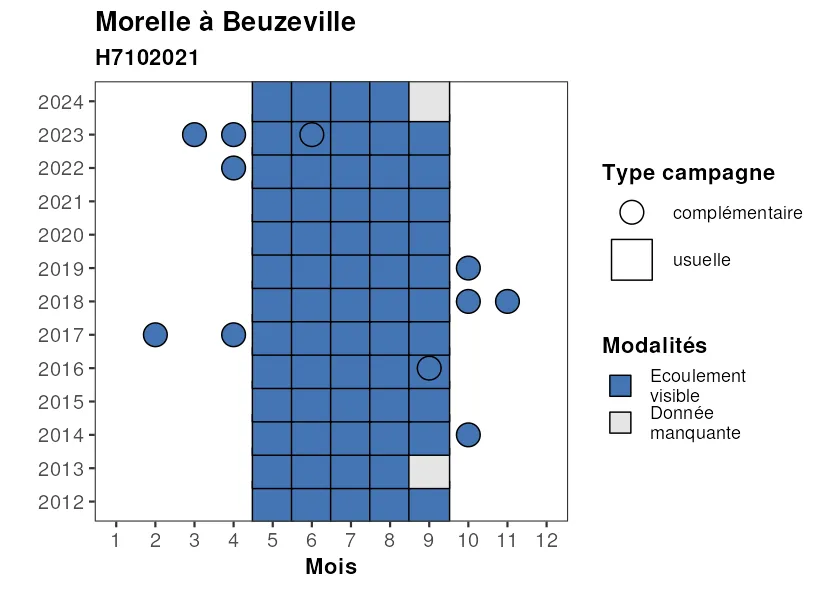 Morelle à Beuzeville
H7102021
2024
2023
2022
2021
2020
2019
2018
2017
2016
2015
2014
2013
2012
1 2 3 4 5 6 7 8 9 10 11 12
Mois
Type campagne
complémentaire
usuelle
Modalités
Ecoulement
visible
Donnée
manquante